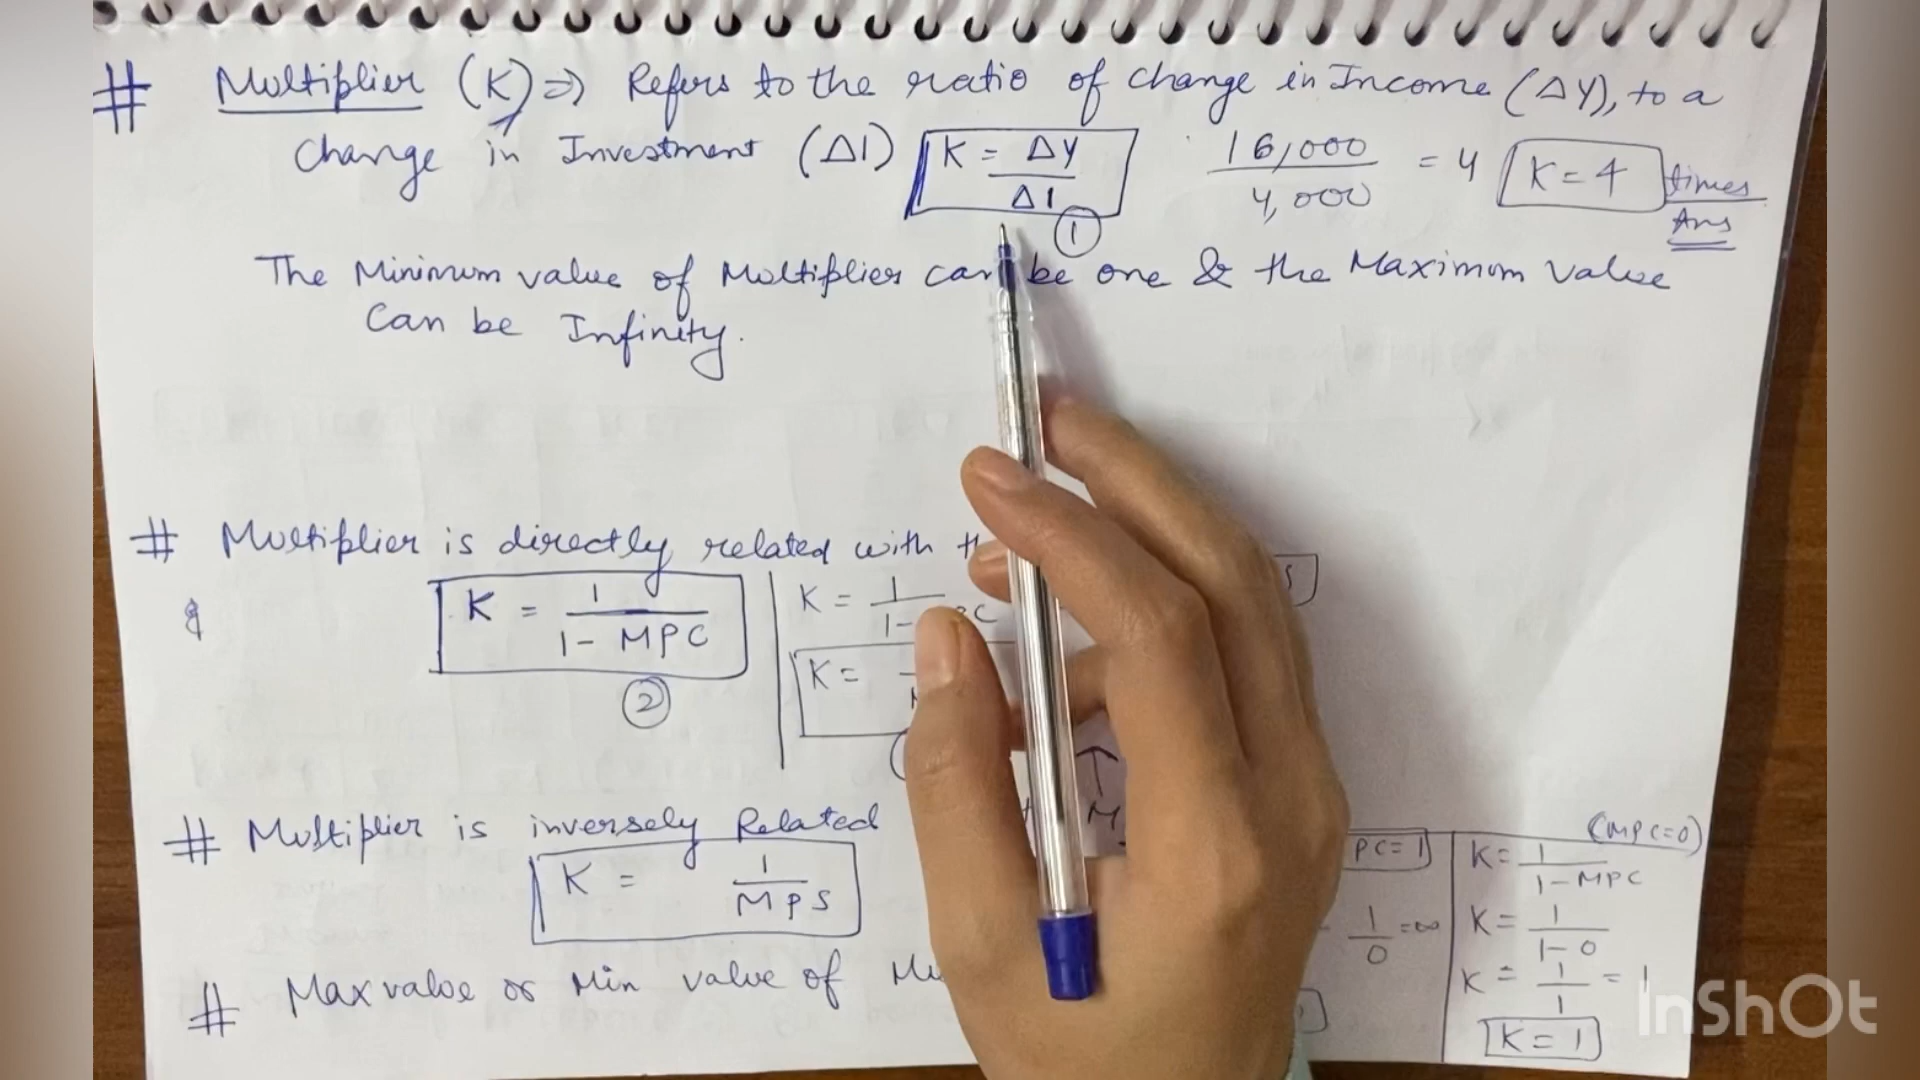 # Multiplier (K) ⇒ Refers to the ratio of change in Income (ΔY), to a
change in Investment (ΔI) K = ΔY/ΔI 16,000/4,000 = 4 K = 4 times
① Ans
The Minimum value of Multiplier can be one & the Maximum value
Can be Infinity.
# Multiplier is directly related with
& K = 1/1 - MPC K = 1/1-
K =
②
# Multiplier is inversely Related
K = 1/MPS
PC = 1 (MPC=0)
K = 1/1-MPC
1/0 = ∞ K = 1/1-0
# Max value or Min value of
K = 1/1 = 1
K = 1
InShOt